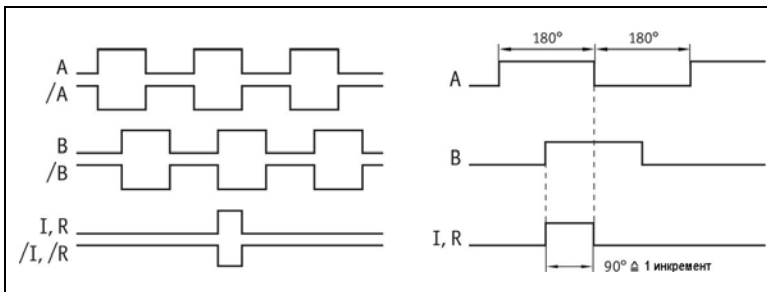 A
/A
B
/B
I, R
/I, /R
180° 180°
A
B
I, R
90° ≙ 1 инкремент